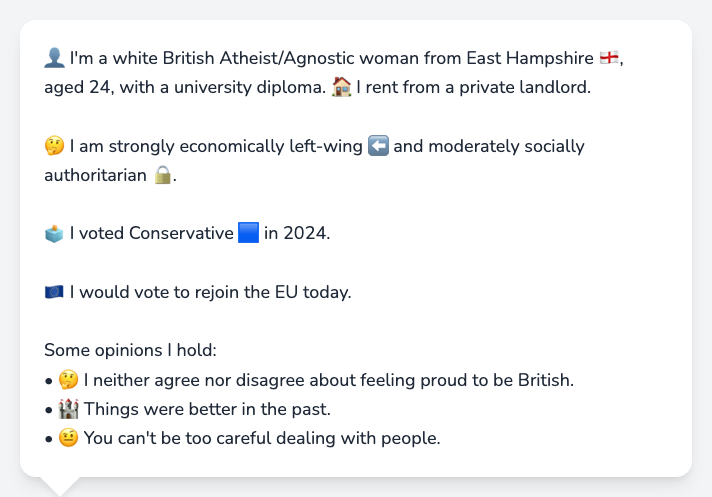 👤 I'm a white British Atheist/Agnostic woman from East Hampshire 🏴󠁧󠁢󠁥󠁮󠁧󠁿,
aged 24, with a university diploma. 🏠 I rent from a private landlord.
🤔 I am strongly economically left-wing ⬅️ and moderately socially
authoritarian 🔒.
🗳️ I voted Conservative 🟦 in 2024.
🇪🇺 I would vote to rejoin the EU today.
Some opinions I hold:
• 🤔 I neither agree nor disagree about feeling proud to be British.
• 🏰 Things were better in the past.
• 🤨 You can't be too careful dealing with people.